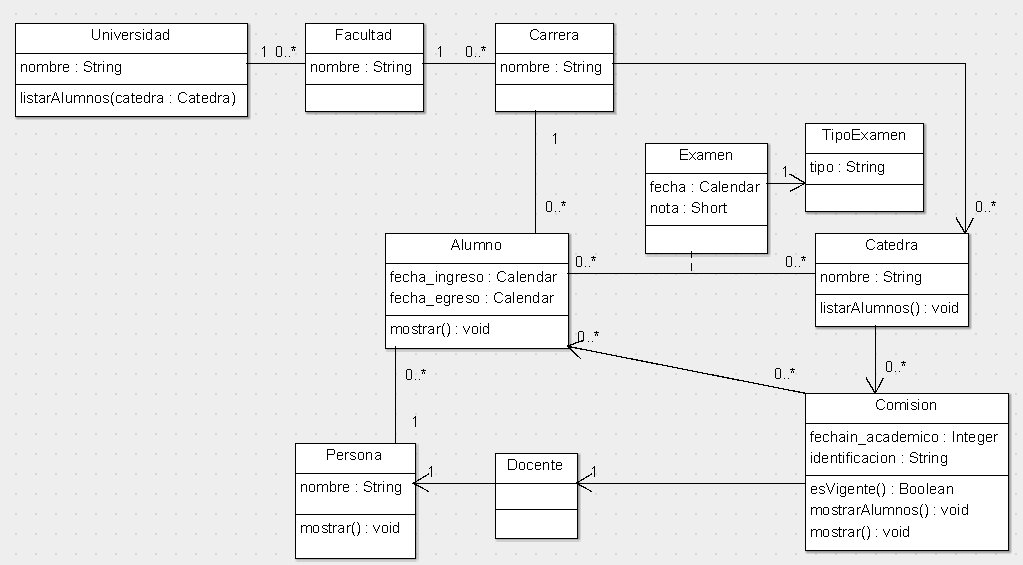 Universidad
nombre : String
listarAlumnos(catedra : Catedra)
1 0..*
Facultad
nombre : String
1 0..*
Carrera
nombre : String
1
0..*
Examen
fecha : Calendar
nota : Short
1
TipoExamen
tipo : String
0..*
Alumno
fecha_ingreso : Calendar
fecha_egreso : Calendar
mostrar() : void
0..*
0..*
Catedra
nombre : String
listarAlumnos() : void
0..*
0..*
0..*
0..*
1
Persona
nombre : String
mostrar() : void
1
Docente
1
Comision
fechain_academico : Integer
identificacion : String
esVigente() : Boolean
mostrarAlumnos() : void
mostrar() : void